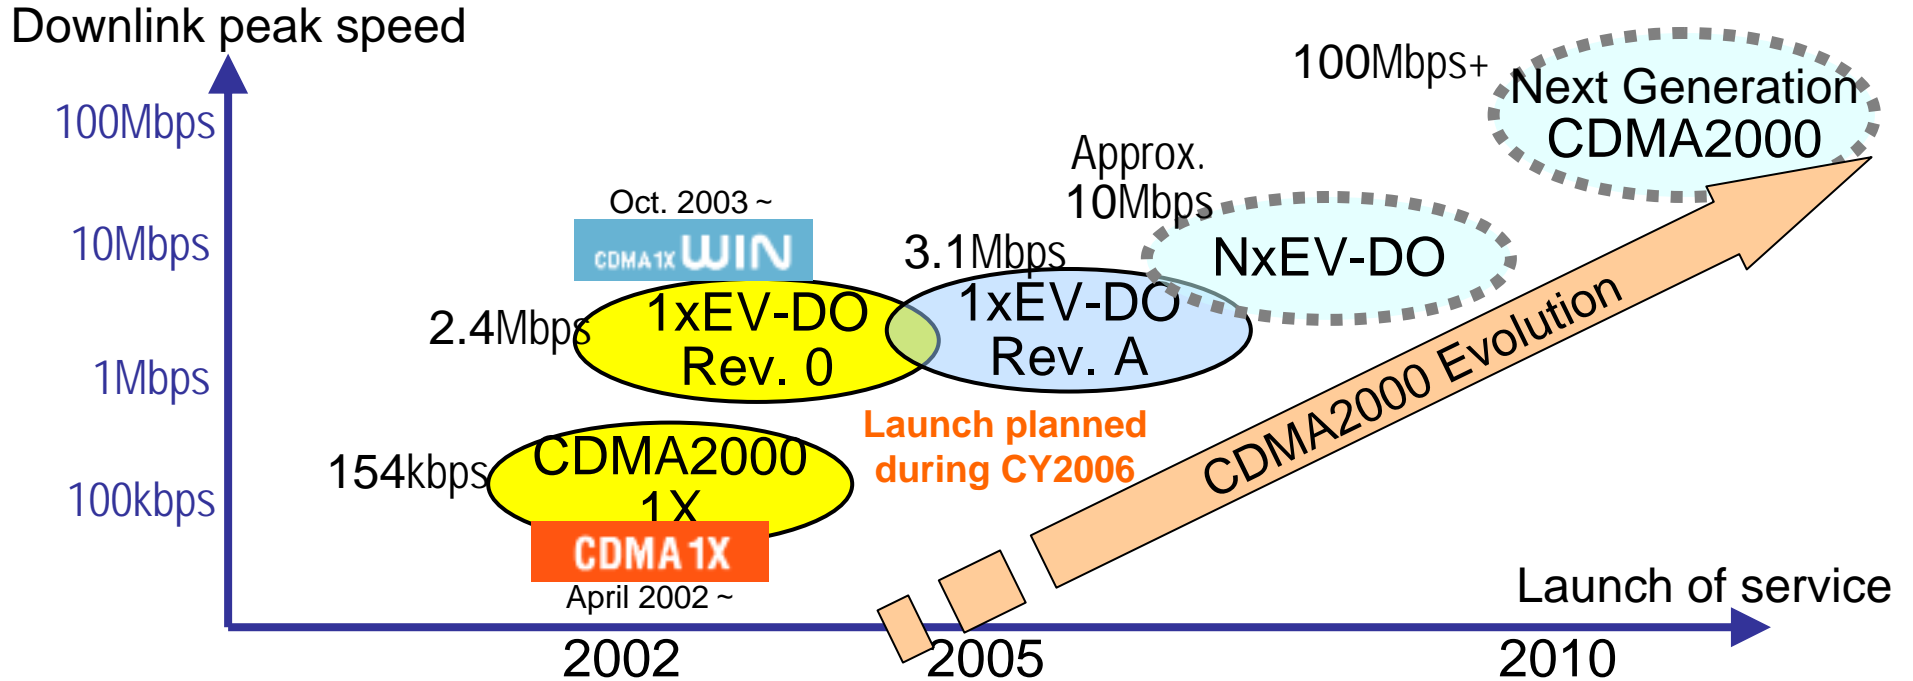 Downlink peak speed
100Mbps+
Next Generation
CDMA2000
100Mbps
Approx.
10Mbps
Oct. 2003 ~
10Mbps
CDMA 1X WIN
3.1Mbps
NxEV-DO
2.4Mbps
1xEV-DO
Rev. 0
1xEV-DO
Rev. A
1Mbps
Launch planned
during CY2006
CDMA2000 Evolution
154kbps
CDMA2000
1X
100kbps
CDMA 1X
April 2002 ~
Launch of service
2002
2005
2010